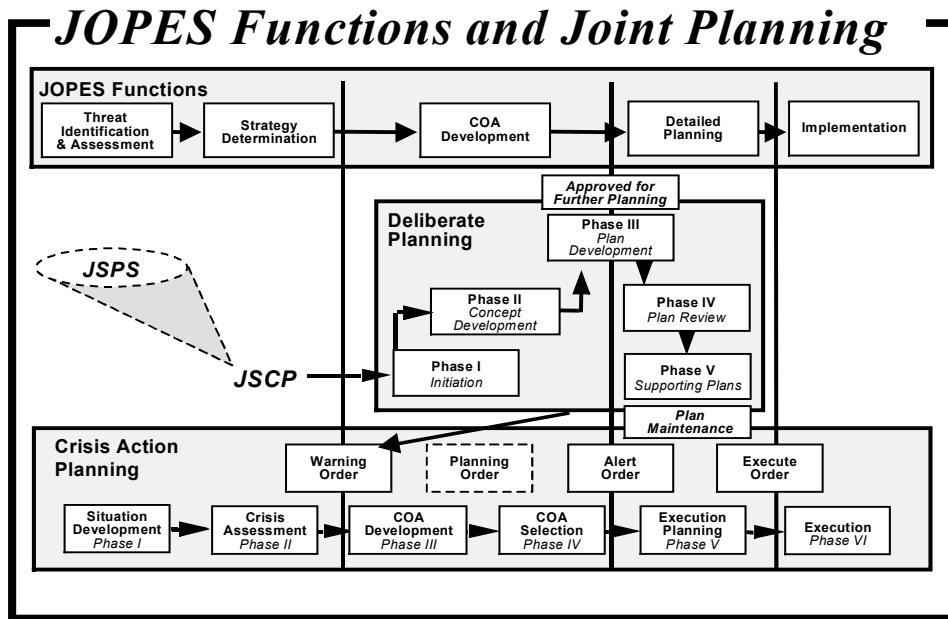 JOPES Functions and Joint Planning
JOPES Functions
Threat
Identification
& Assessment
Strategy
Determination
COA
Development
Detailed
Planning
Implementation
Approved for
Further Planning
Deliberate
Planning
Phase III
Plan
Development
JSPS
Phase II
Concept
Development
Phase IV
Plan Review
JSCP
Phase I
Initiation
Phase V
Supporting Plans
Plan
Maintenance
Crisis Action
Planning
Warning
Order
Planning
Order
Alert
Order
Execute
Order
Situation
Development
Phase I
Crisis
Assessment
Phase II
COA
Development
Phase III
COA
Selection
Phase IV
Execution
Planning
Phase V
Execution
Phase VI